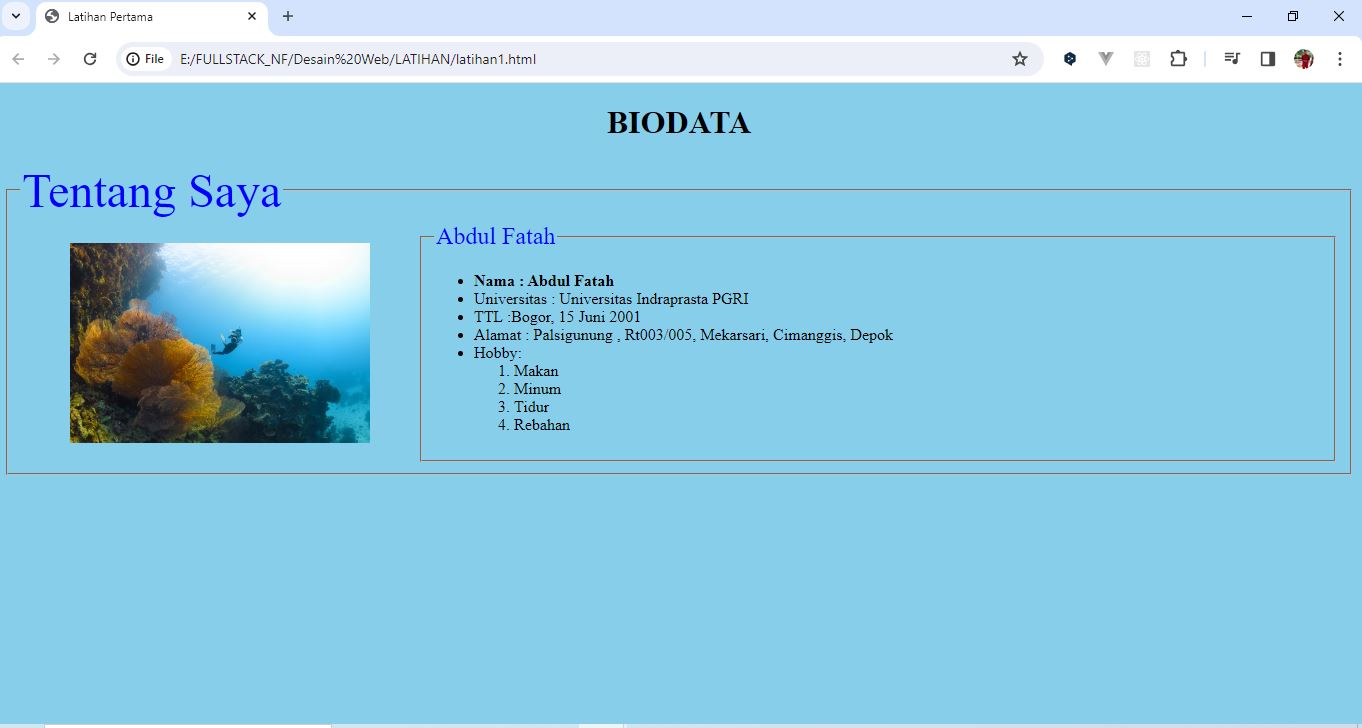 Latihan Pertama
File
E:/FULLSTACK_NF/Desain%20Web/LATIHAN/latihan1.html
BIODATA
Tentang Saya
Abdul Fatah
Nama : Abdul Fatah
Universitas : Universitas Indraprasta PGRI
TTL :Bogor, 15 Juni 2001
Alamat : Palsigunung , Rt003/005, Mekarsari, Cimanggis, Depok
Hobby:
1. Makan
2. Minum
3. Tidur
4. Rebahan